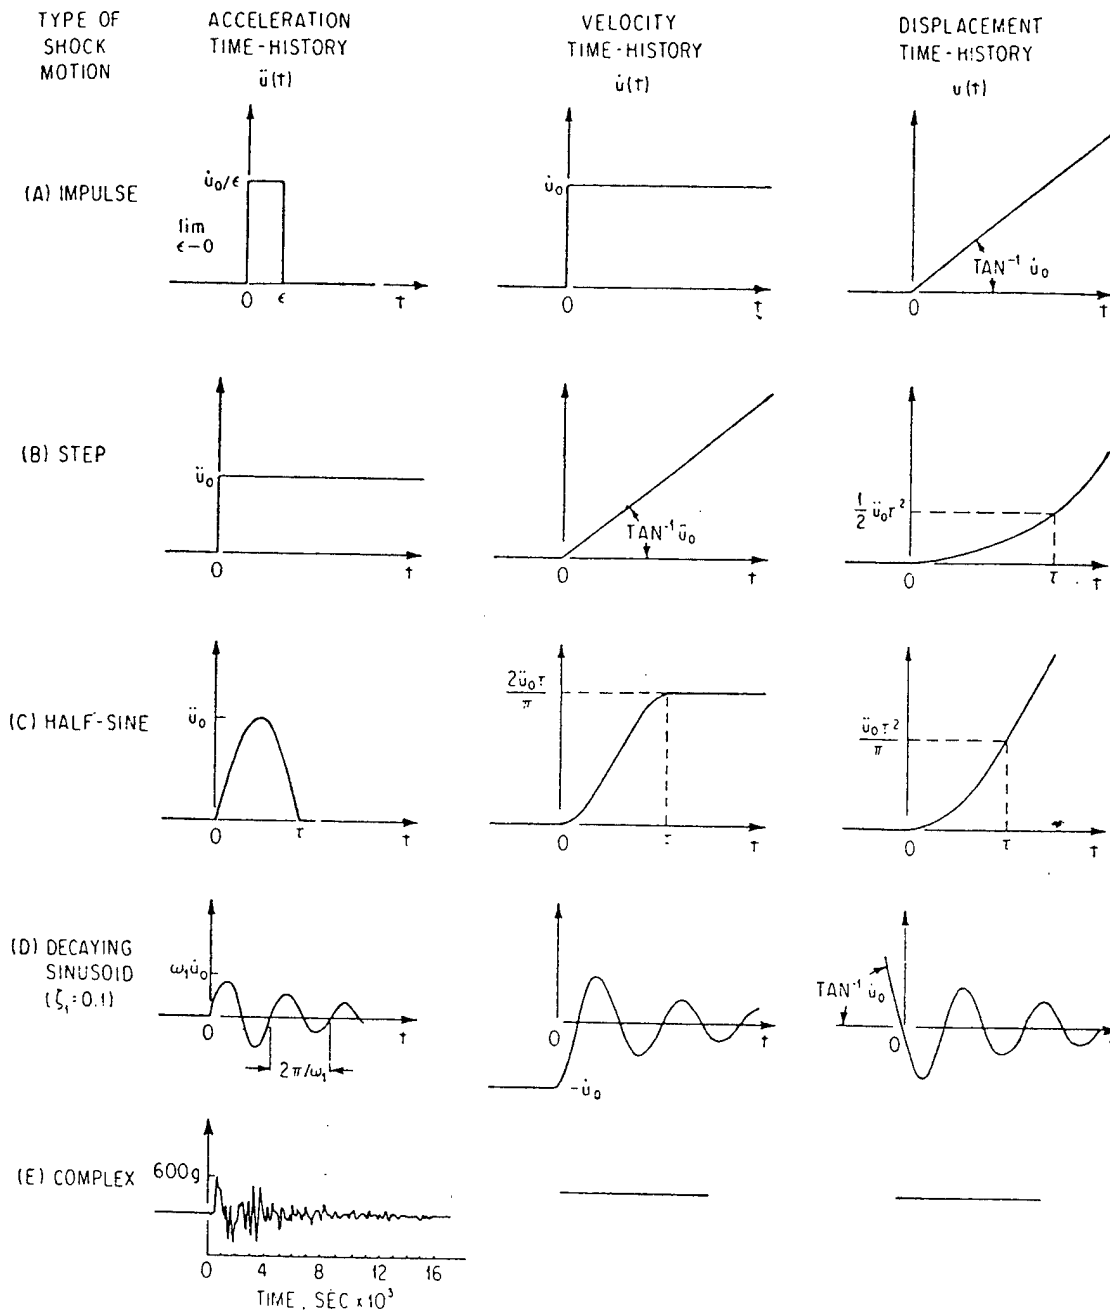 TYPE OF
SHOCK
MOTION
ACCELERATION
TIME-HISTORY
ü(t)
VELOCITY
TIME-HISTORY
u̇(t)
DISPLACEMENT
TIME-HISTORY
u(t)
(A) IMPULSE
u̇₀/ϵ
lim
ϵ→0
0 ϵ t
u̇₀
0 t
TAN⁻¹ u̇₀
0 t
(B) STEP
ü₀
0 t
TAN⁻¹ ü₀
0 t
1/2 ü₀τ²
0 τ t
(C) HALF-SINE
ü₀
0 τ t
2ü₀τ/π
0 τ t
ü₀τ²/π
0 τ t
(D) DECAYING
SINUSOID
(ζ₁=0.1)
ω₁u̇₀
0 t
2π/ω₁
0 t
-u̇₀
TAN⁻¹ u̇₀
0
(E) COMPLEX
600g
0 4 8 12 16
TIME, SEC ×10³